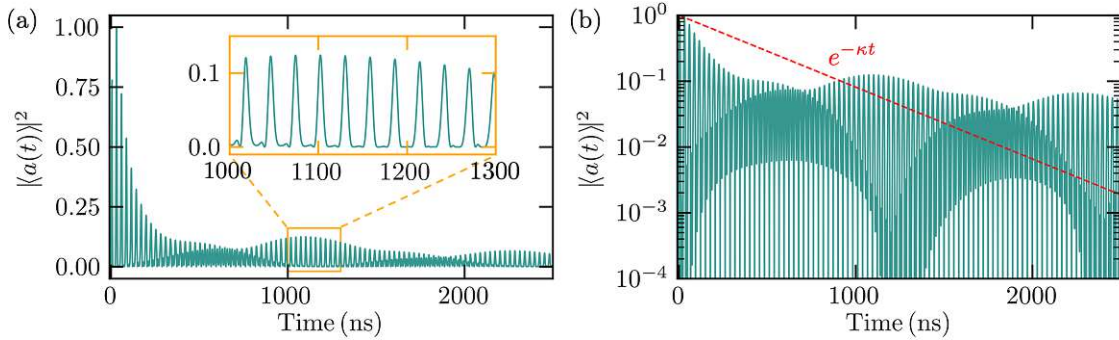 (a)
1.00
0.75
0.50
0.25
0.00
|⟨a(t)⟩|²
0.1
0.0
1000 1100 1200 1300
0 1000 2000
Time (ns)
(b)
10⁰
10⁻¹
10⁻²
10⁻³
10⁻⁴
|⟨a(t)⟩|²
e^{−κt}
0 1000 2000
Time (ns)